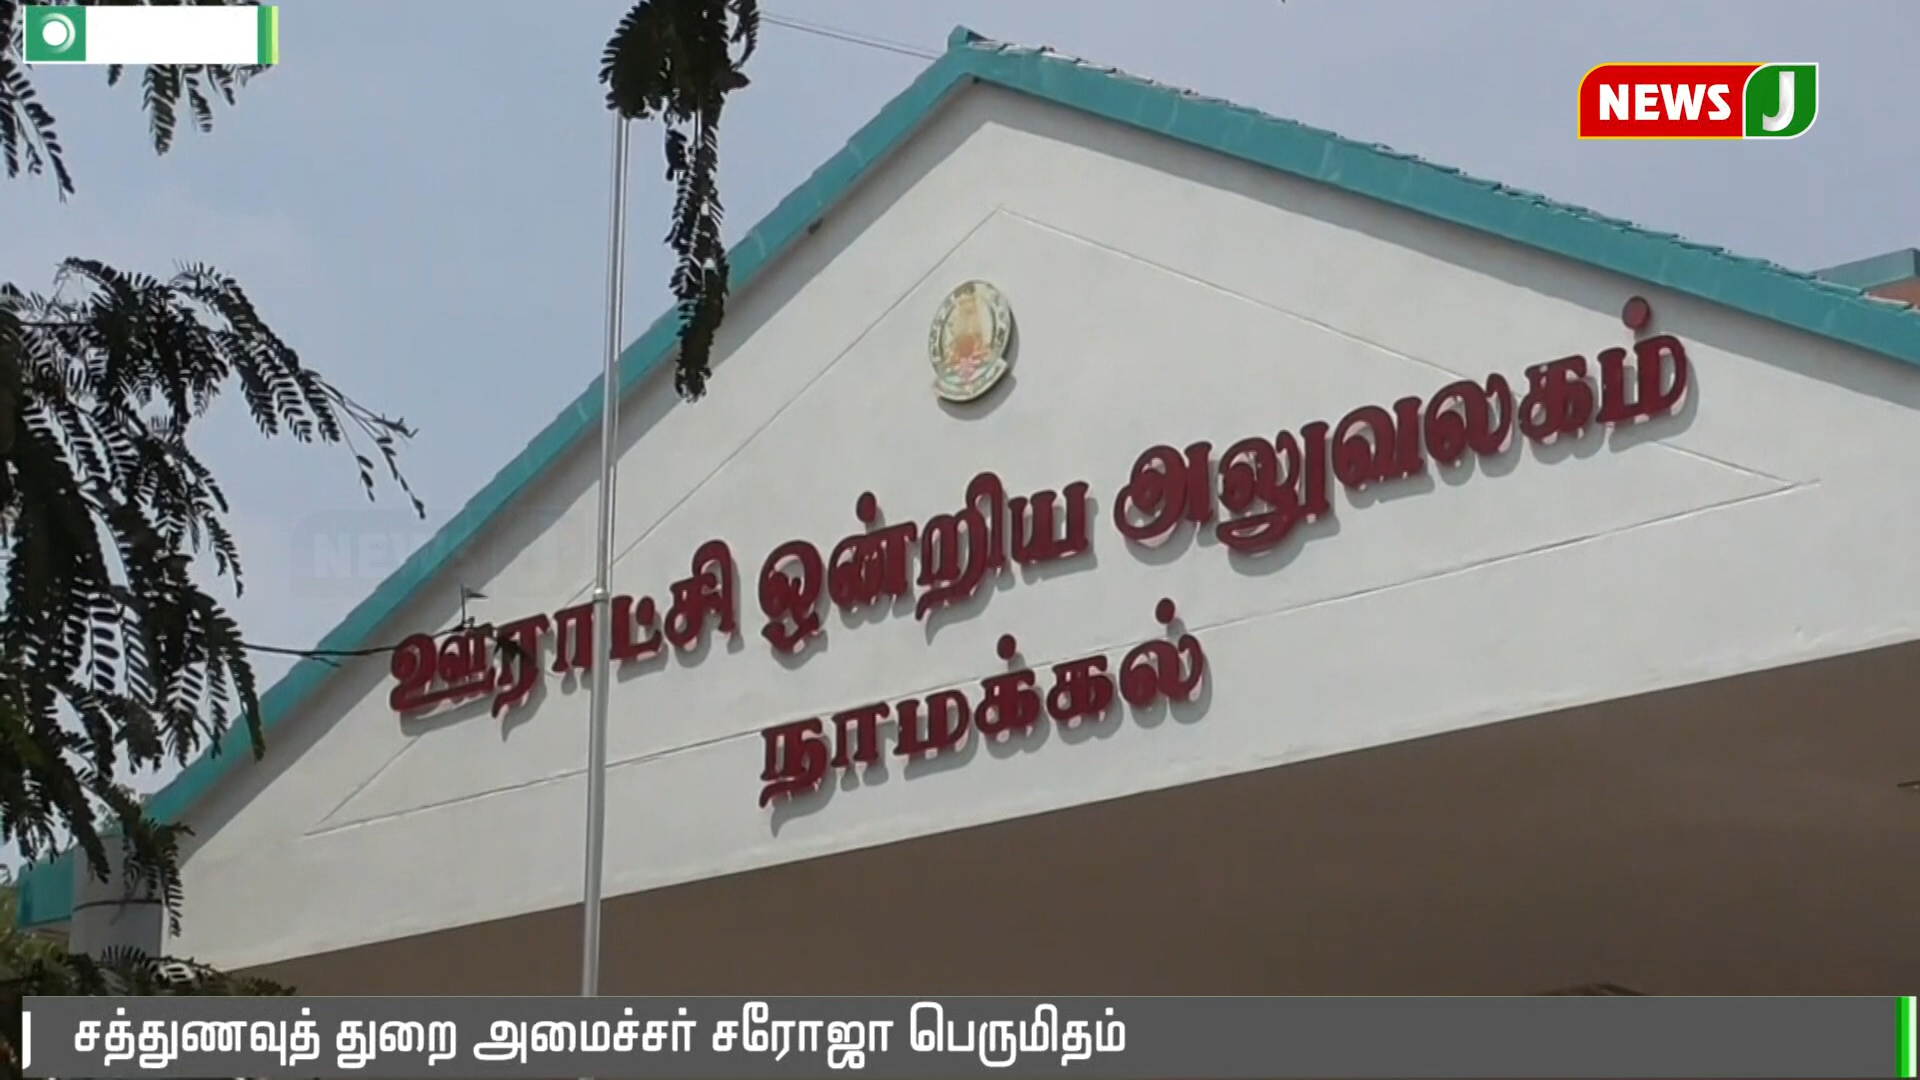 NEWS J
ஊராட்சி ஒன்றிய அலுவலகம்
நாமக்கல்
சத்துணவுத் துறை அமைச்சர் சரோஜா பெருமிதம்